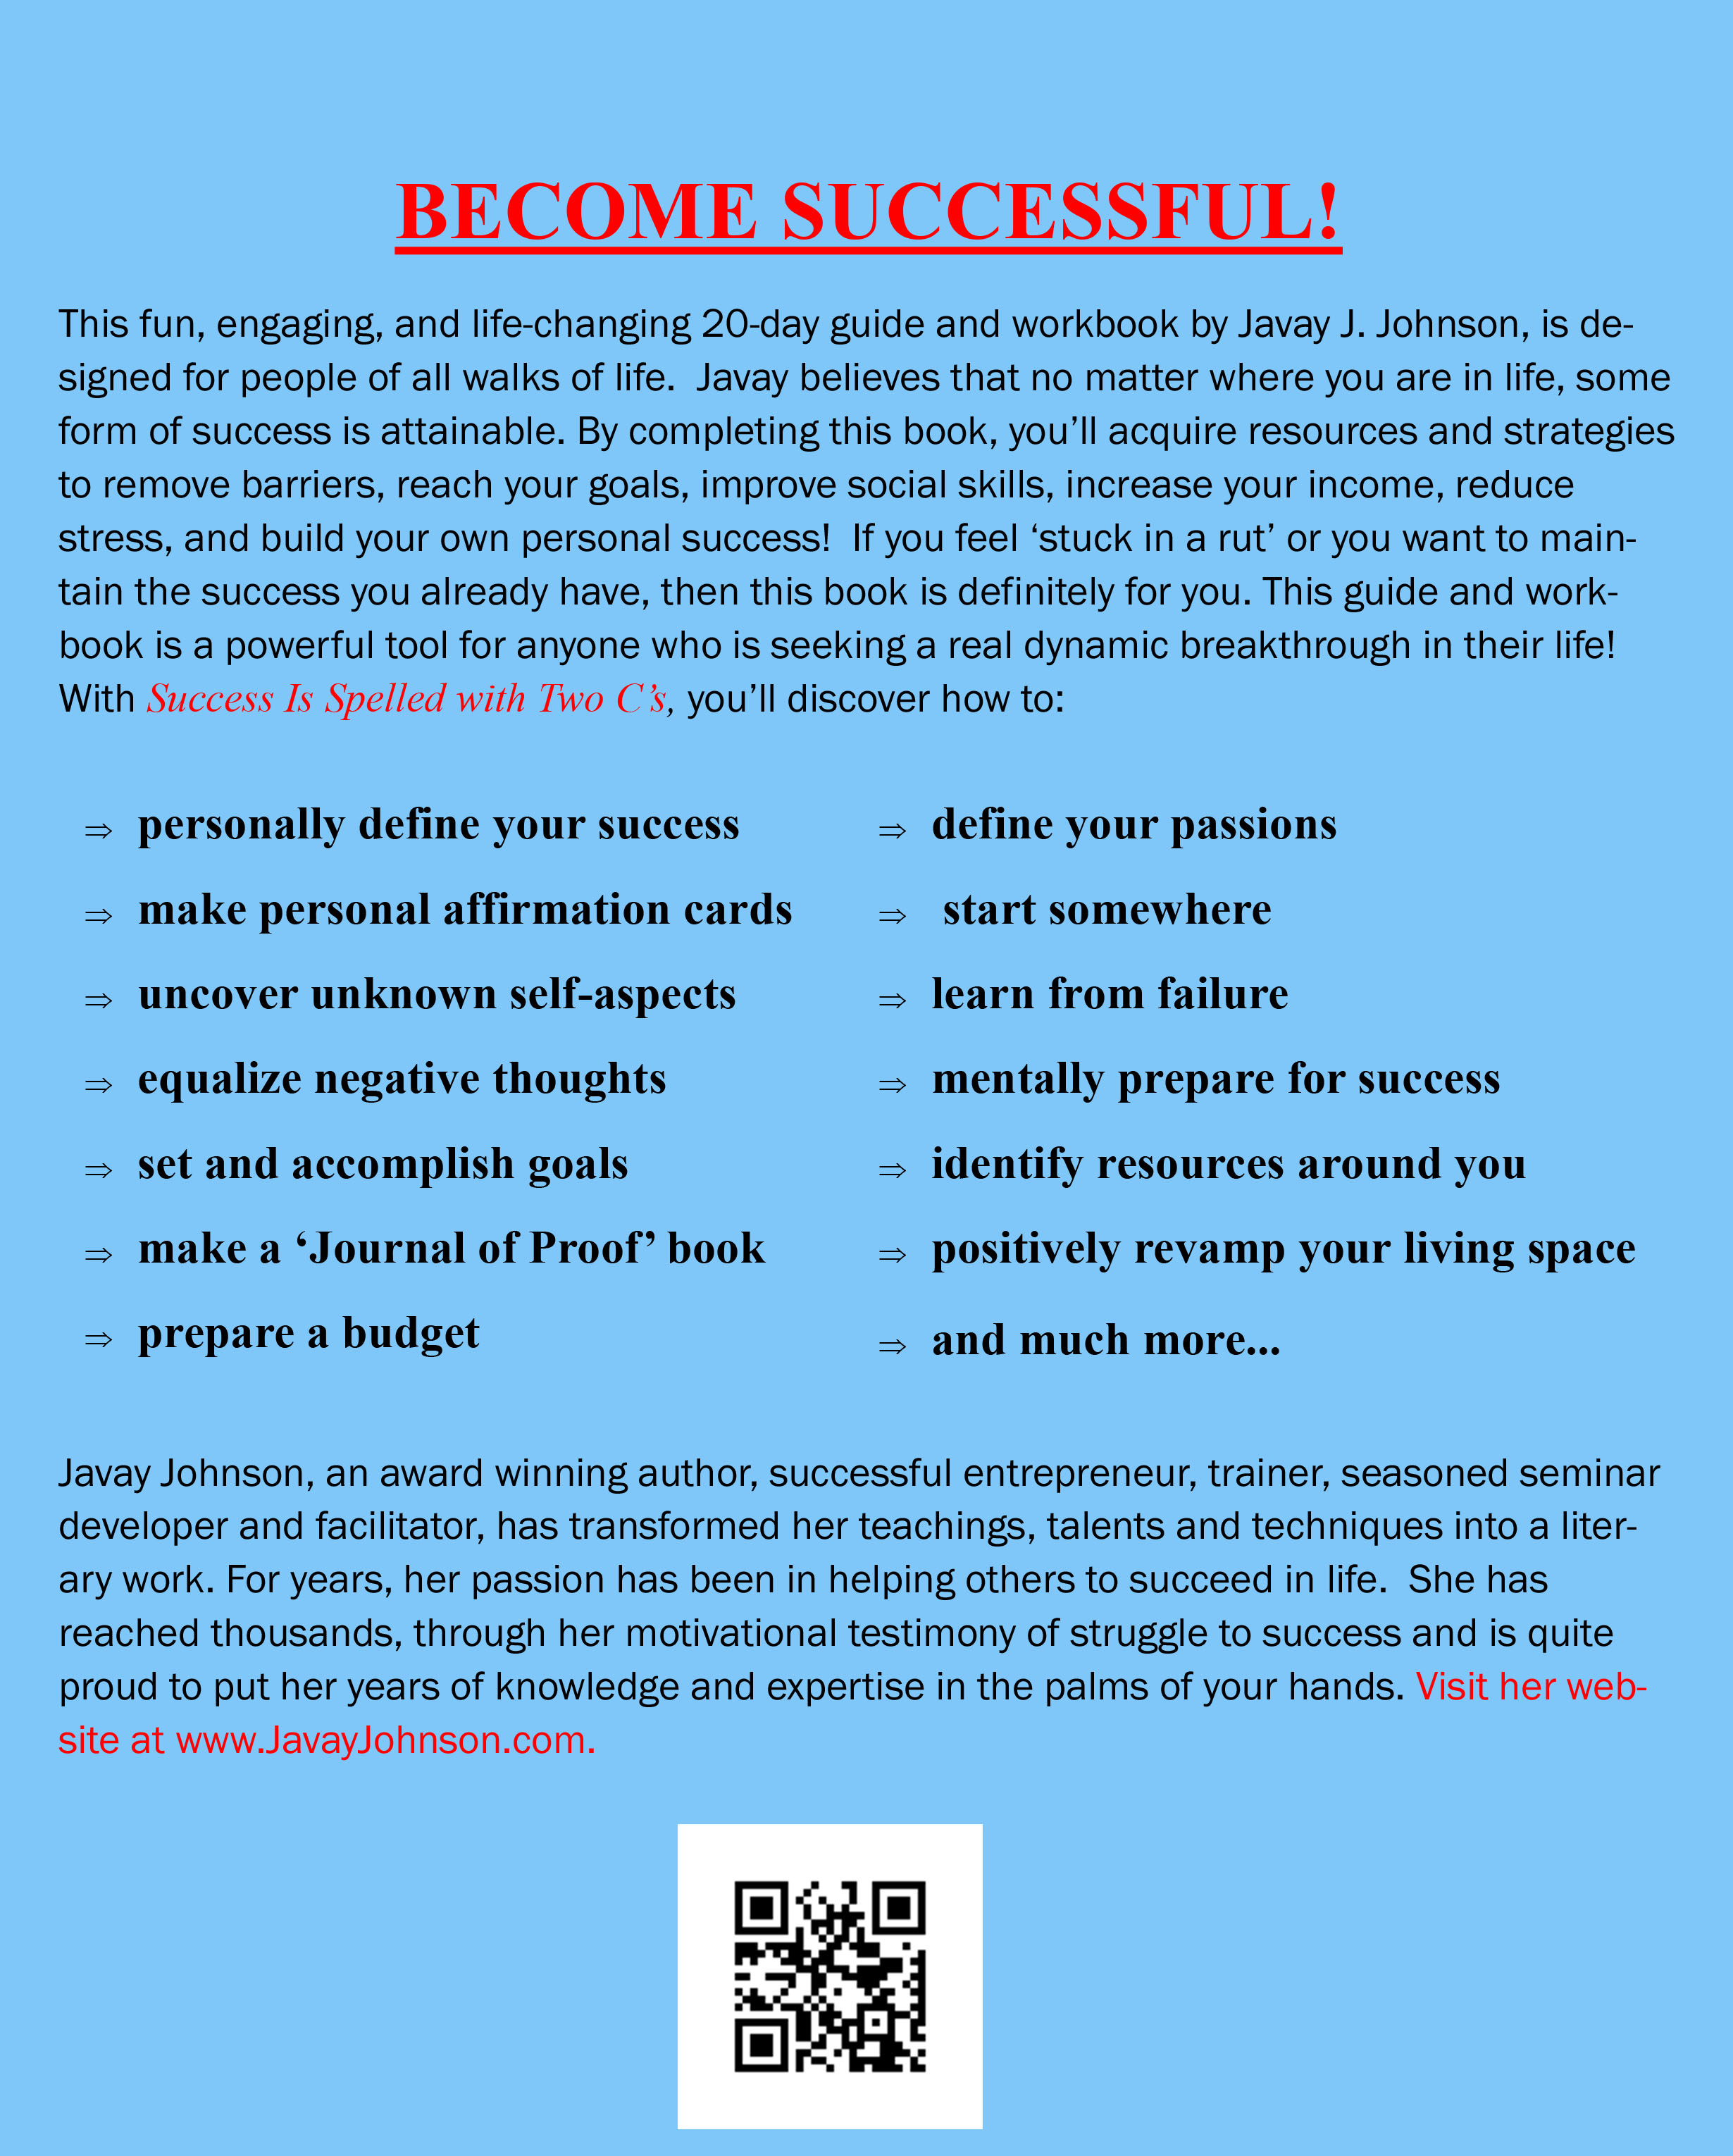 BECOME SUCCESSFUL!
This fun, engaging, and life-changing 20-day guide and workbook by Javay J. Johnson, is de-
signed for people of all walks of life.  Javay believes that no matter where you are in life, some
form of success is attainable. By completing this book, you’ll acquire resources and strategies
to remove barriers, reach your goals, improve social skills, increase your income, reduce
stress, and build your own personal success!  If you feel ‘stuck in a rut’ or you want to main-
tain the success you already have, then this book is definitely for you. This guide and work-
book is a powerful tool for anyone who is seeking a real dynamic breakthrough in their life!
With Success Is Spelled with Two C’s, you’ll discover how to:
⇒ personally define your success
⇒ make personal affirmation cards
⇒ uncover unknown self-aspects
⇒ equalize negative thoughts
⇒ set and accomplish goals
⇒ make a ‘Journal of Proof’ book
⇒ prepare a budget
⇒ define your passions
⇒ start somewhere
⇒ learn from failure
⇒ mentally prepare for success
⇒ identify resources around you
⇒ positively revamp your living space
⇒ and much more...
Javay Johnson, an award winning author, successful entrepreneur, trainer, seasoned seminar
developer and facilitator, has transformed her teachings, talents and techniques into a liter-
ary work. For years, her passion has been in helping others to succeed in life.  She has
reached thousands, through her motivational testimony of struggle to success and is quite
proud to put her years of knowledge and expertise in the palms of your hands. Visit her web-
site at www.JavayJohnson.com.